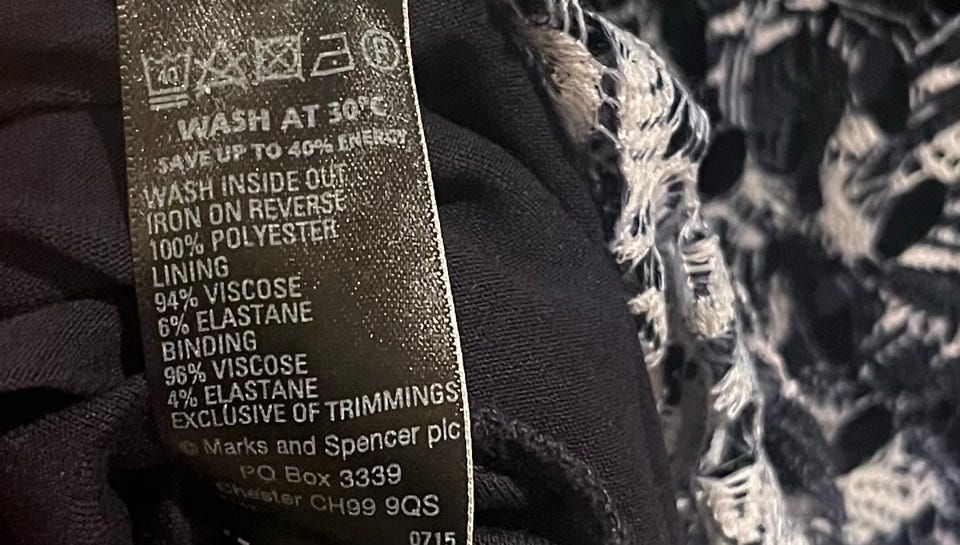 WASH AT 30°C
SAVE UP TO 40% ENERGY
WASH INSIDE OUT
IRON ON REVERSE
100% POLYESTER
LINING
94% VISCOSE
6% ELASTANE
BINDING
96% VISCOSE
4% ELASTANE
EXCLUSIVE OF TRIMMINGS
© Marks and Spencer plc
PO Box 3339
Chester CH99 9QS
0715